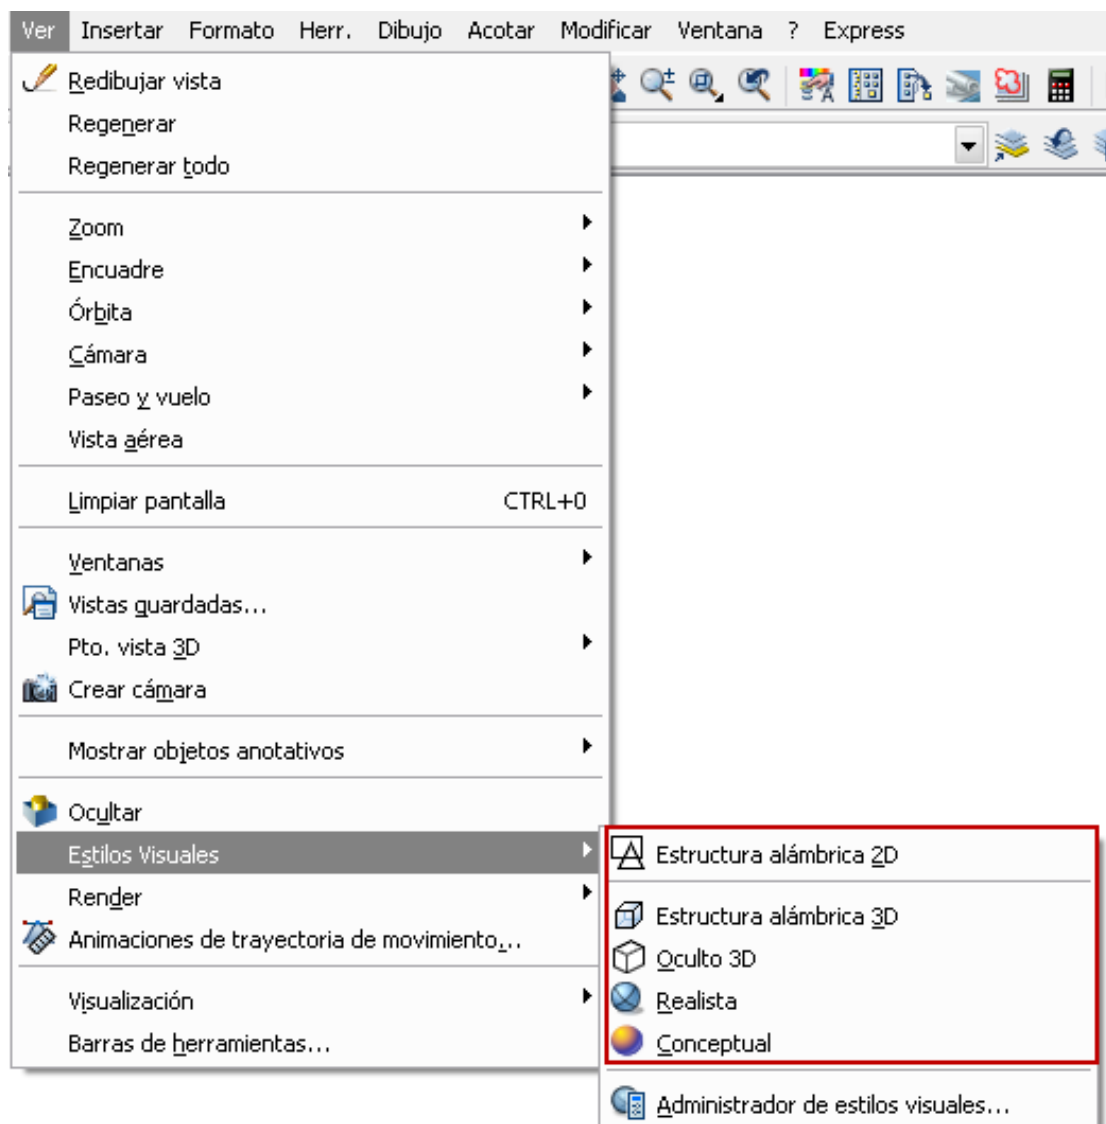 Ver Insertar Formato Herr. Dibujo Acotar Modificar Ventana ? Express
Redibujar vista
Regenerar
Regenerar todo
Zoom
Encuadre
Órbita
Cámara
Paseo y vuelo
Vista aérea
Limpiar pantalla CTRL+0
Ventanas
Vistas guardadas...
Pto. vista 3D
Crear cámara
Mostrar objetos anotativos
Ocultar
Estilos Visuales
Render
Animaciones de trayectoria de movimiento...
Visualización
Barras de herramientas...
Estructura alámbrica 2D
Estructura alámbrica 3D
Oculto 3D
Realista
Conceptual
Administrador de estilos visuales...